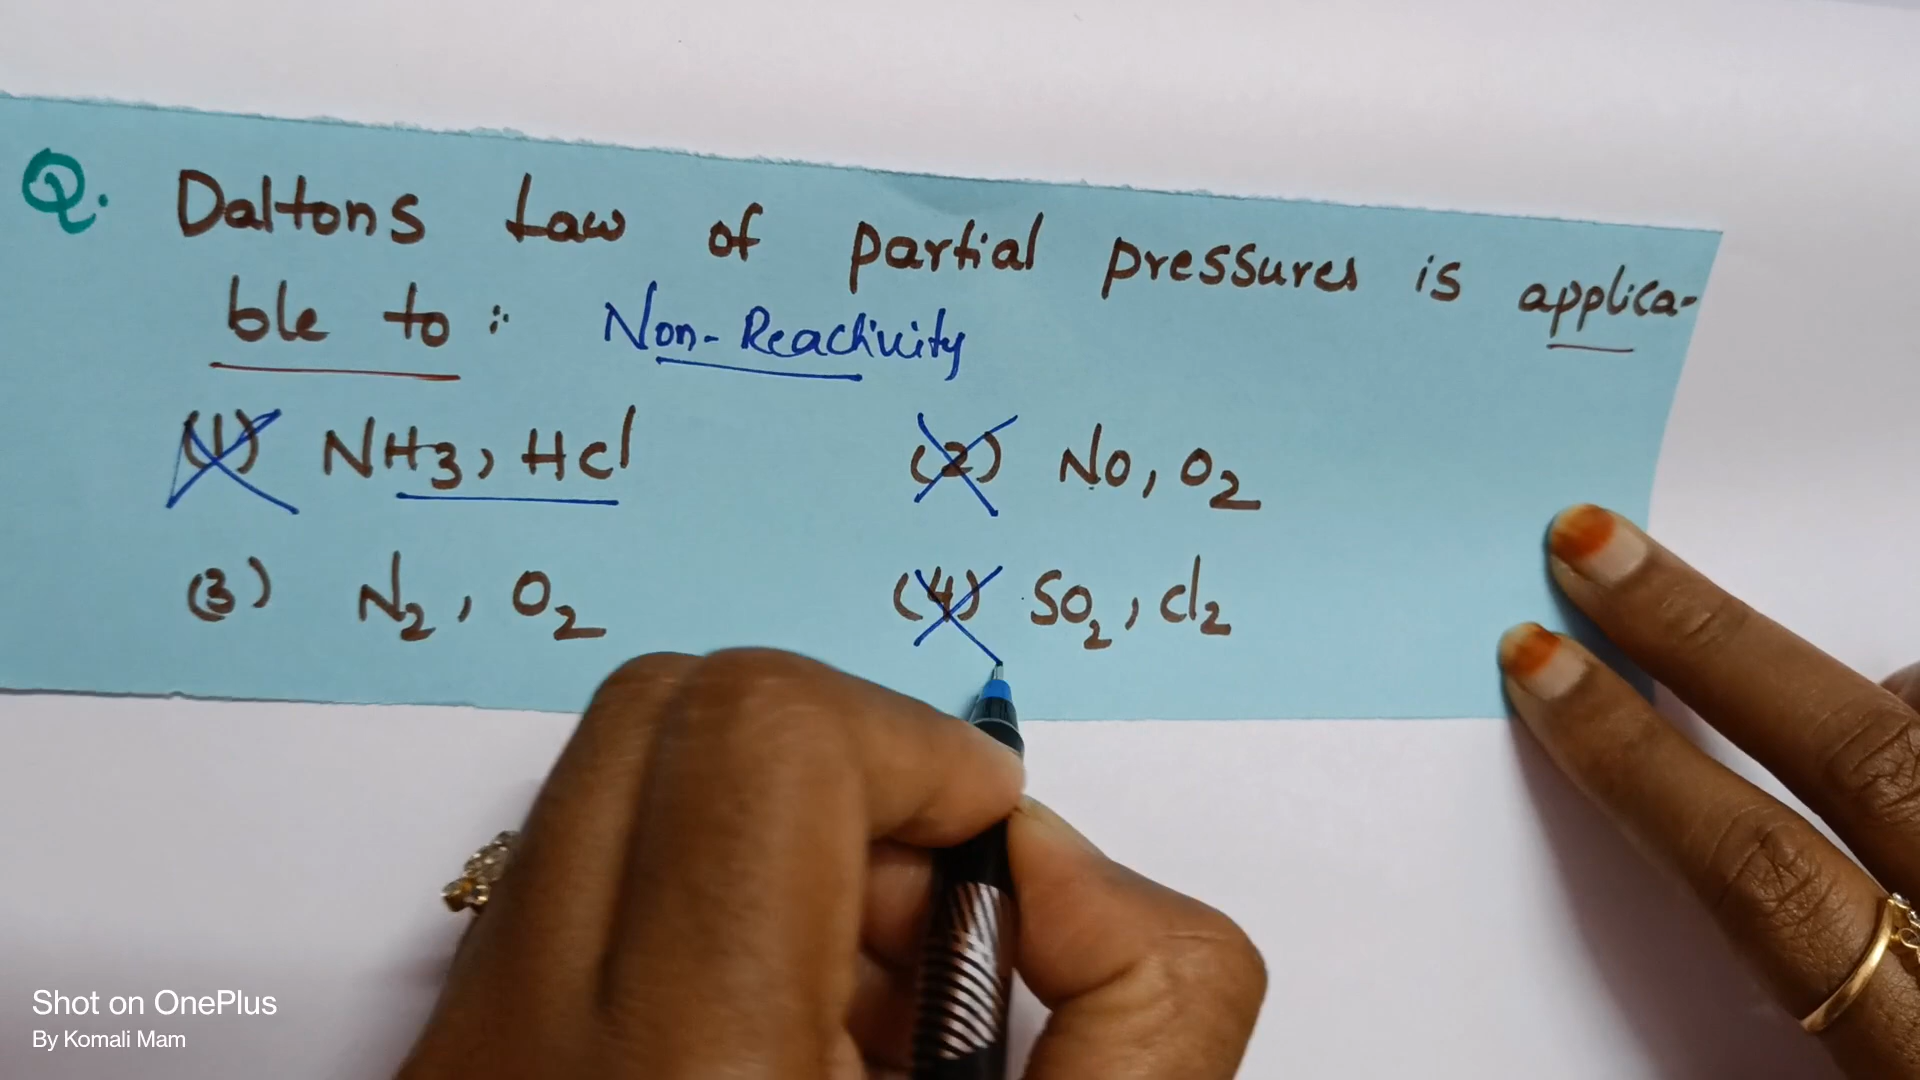 Q. Daltons Law of partial pressures is applica-
ble to :- Non-Reactivity
(1) NH3, HCl (2) NO, O2
(3) N2, O2 (4) SO2, Cl2
Shot on OnePlus
By Komali Mam